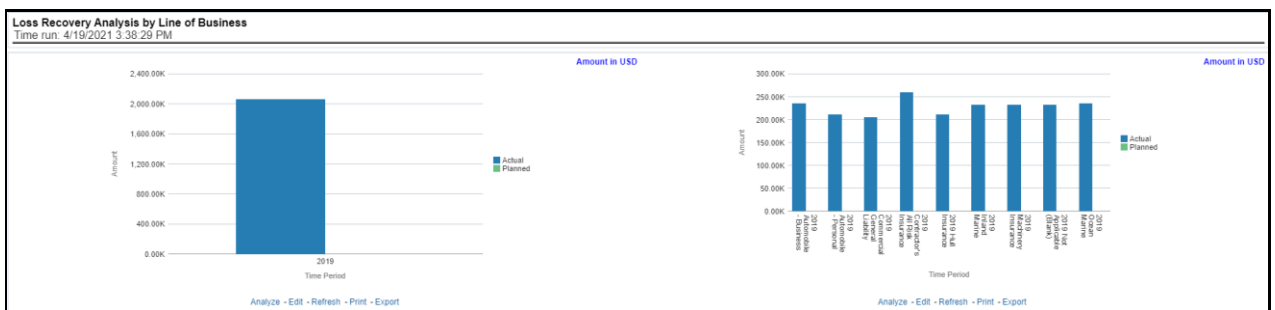 Loss Recovery Analysis by Line of Business
Time run: 4/19/2021 3:38:29 PM
Amount in USD
2,400.00K
2,000.00K
1,600.00K
1,200.00K
800.00K
400.00K
0.00K
Amount
2019
Time Period
Actual
Planned
Analyze - Edit - Refresh - Print - Export
Amount in USD
300.00K
250.00K
200.00K
150.00K
100.00K
50.00K
0.00K
Amount
2019
Automobile
- Business
2019
Automobile
- Personal
2019
Commercial
General
Liability
2019
Contractor's
All Risk
Insurance
2019 Hull
Insurance
2019
Inland
Marine
2019
Machinery
Insurance
2019 Not
Applicable
(Blank)
2019
Ocean
Marine
Time Period
Actual
Planned
Analyze - Edit - Refresh - Print - Export